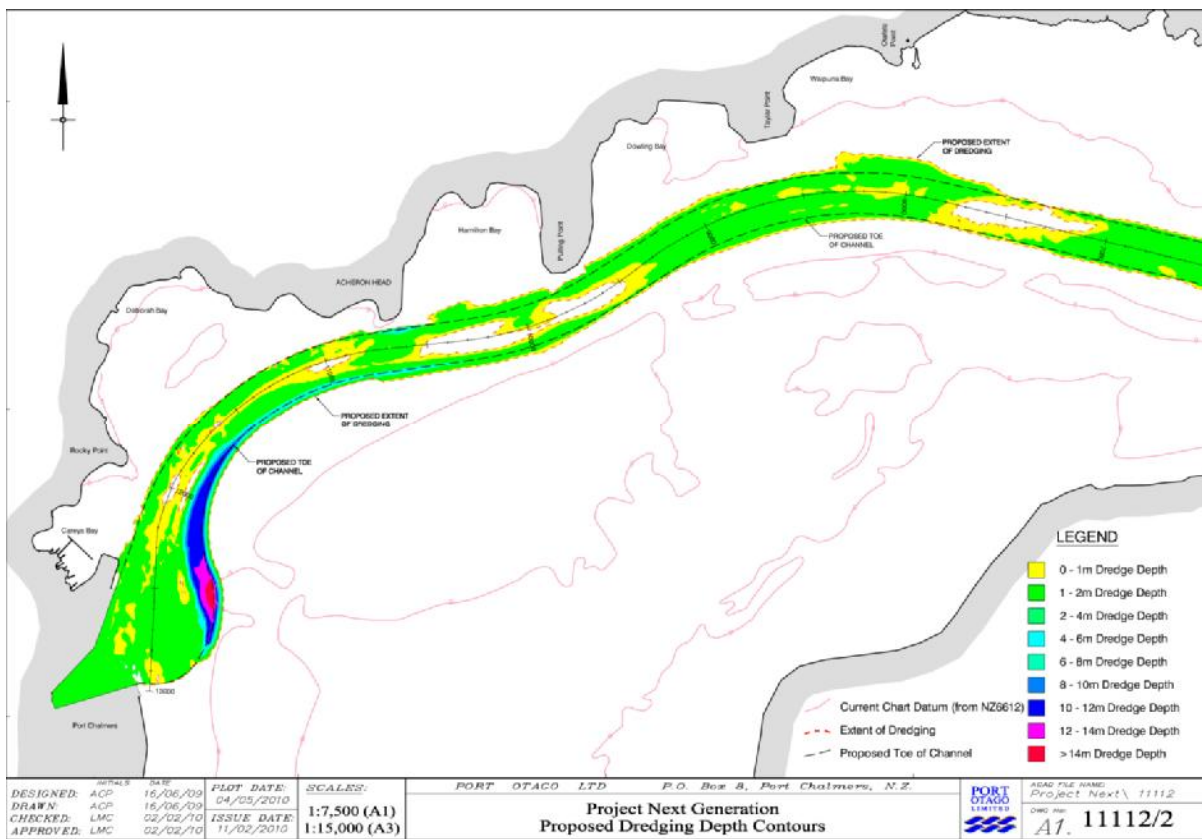 Otafelo
Point
Waipuna Bay
Taylor Point
Dowling Bay
PROPOSED EXTENT
OF DREDGING
Hamilton Bay
Pulling Point
PROPOSED TOE
OF CHANNEL
ACHERON HEAD
Deborah Bay
PROPOSED EXTENT
OF DREDGING
Rocky Point
PROPOSED TOE
OF CHANNEL
Careys Bay
13000
Port Chalmers
LEGEND
0 - 1m Dredge Depth
1 - 2m Dredge Depth
2 - 4m Dredge Depth
4 - 6m Dredge Depth
6 - 8m Dredge Depth
8 - 10m Dredge Depth
10 - 12m Dredge Depth
12 - 14m Dredge Depth
>14m Dredge Depth
Current Chart Datum (from NZ6612)
Extent of Dredging
Proposed Toe of Channel
INITIALS DATE
DESIGNED: ACP 16/06/09
DRAWN: ACP 16/06/09
CHECKED: LMC 02/02/10
APPROVED: LMC 02/02/10
PLOT DATE:
04/05/2010
ISSUE DATE:
11/02/2010
SCALES:
1:7,500 (A1)
1:15,000 (A3)
PORT OTAGO LTD P.O. Box 8, Port Chalmers, N.Z.
Project Next Generation
Proposed Dredging Depth Contours
PORT
OTAGO
LIMITED
ACAD FILE NAME:
Project Next\ 11112
DWG No:
A1. 11112/2